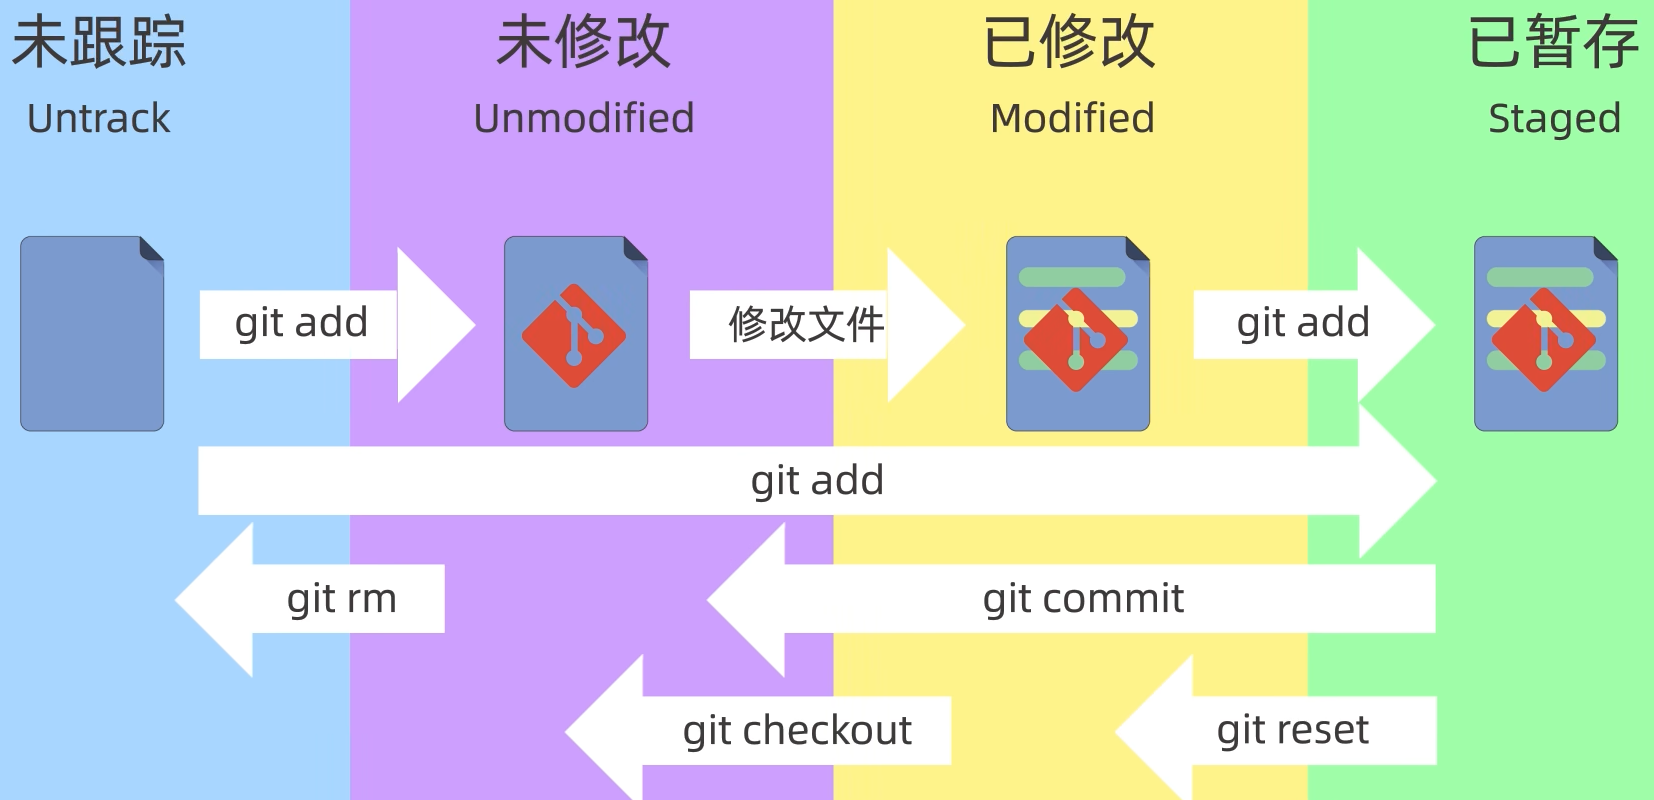 未跟踪
未修改
已修改
已暂存
Untrack
Unmodified
Modified
Staged
git add
修改文件
git add
git add
git rm
git commit
git checkout
git reset